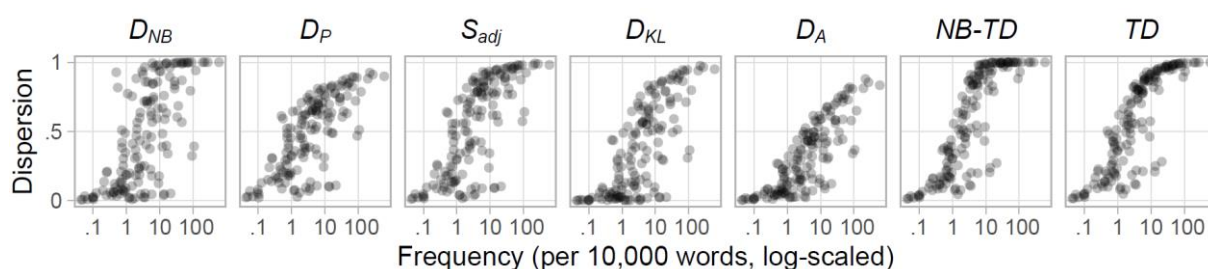 D_NB D_P S_adj D_KL D_A NB-TD TD
Dispersion
1
.5
0
.1 1 10 100 .1 1 10 100 .1 1 10 100 .1 1 10 100 .1 1 10 100 .1 1 10 100 .1 1 10 100
Frequency (per 10,000 words, log-scaled)